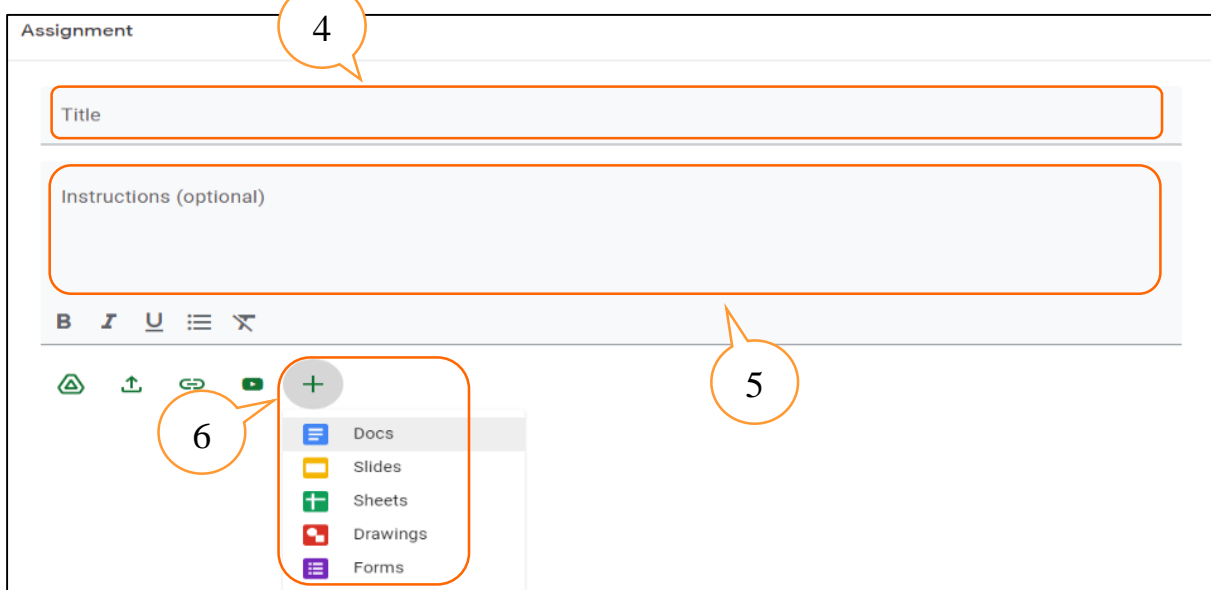 Assignment
4
Title
Instructions (optional)
B I U
5
6
Docs
Slides
Sheets
Drawings
Forms